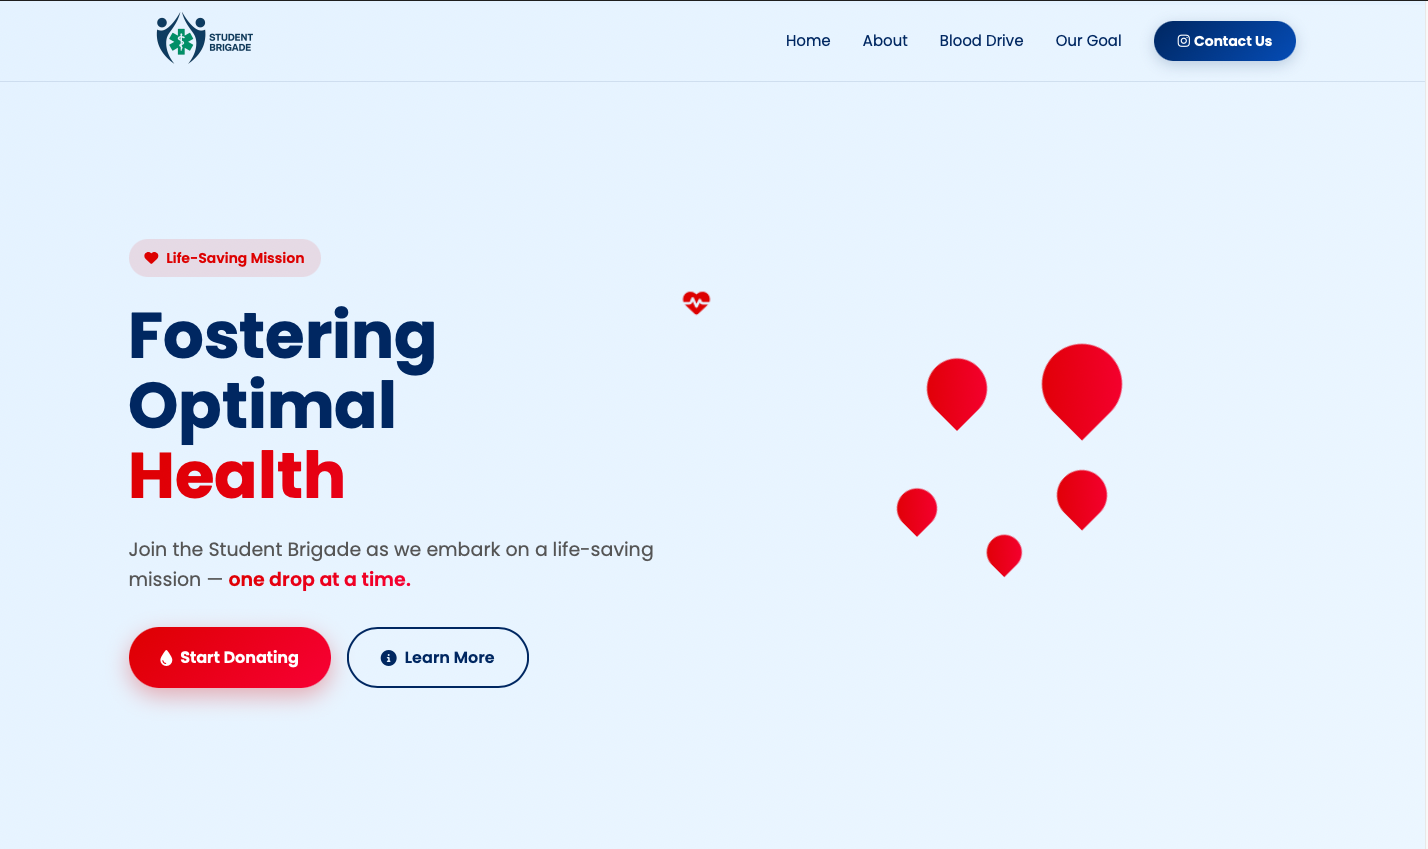 STUDENT
BRIGADE
Home
About
Blood Drive
Our Goal
Contact Us
Life-Saving Mission
Fostering
Optimal
Health
Join the Student Brigade as we embark on a life-saving
mission — one drop at a time.
Start Donating
Learn More